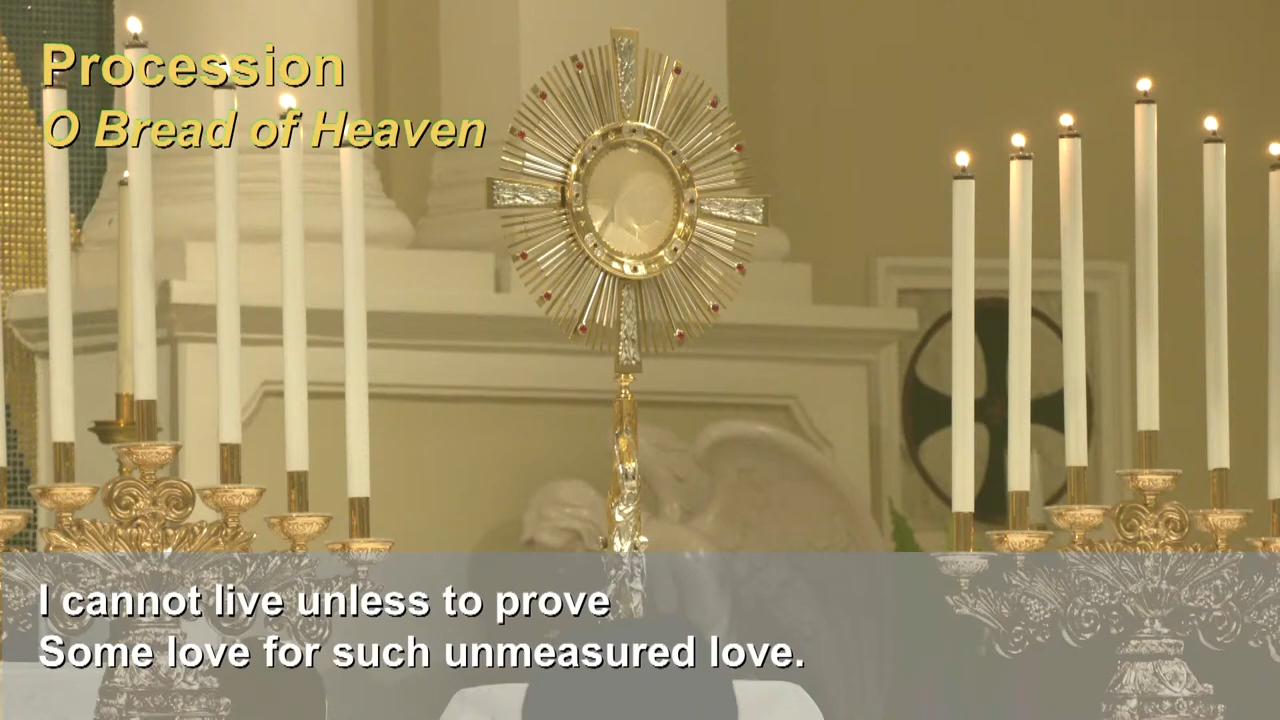 Procession
O Bread of Heaven
I cannot live unless to prove
Some love for such unmeasured love.